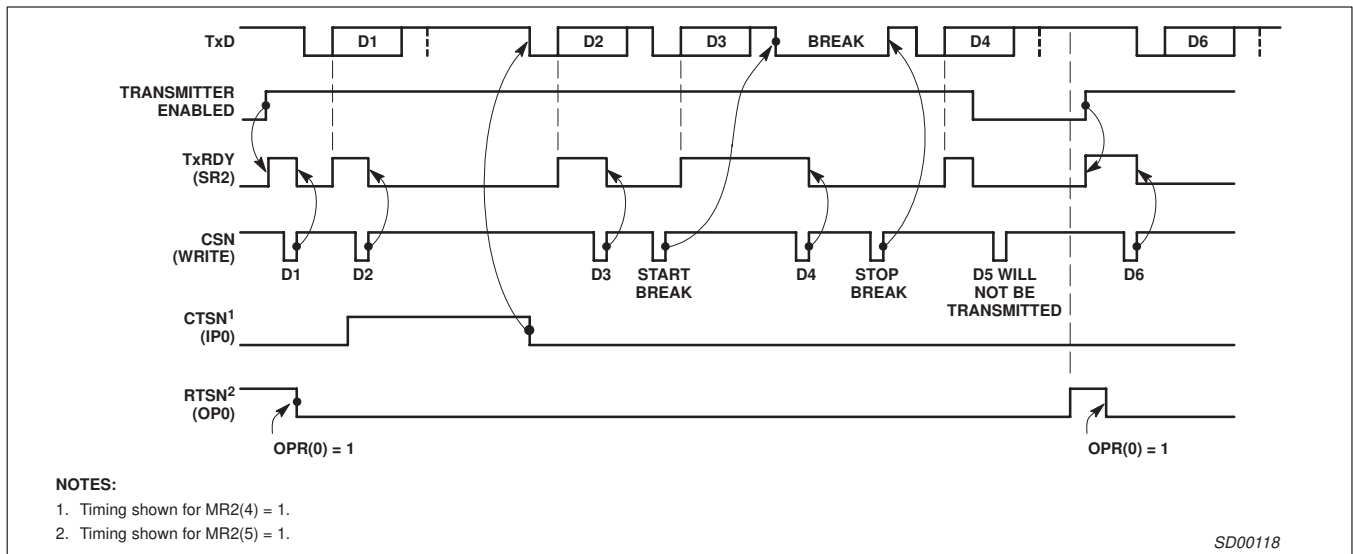 TxD
D1
D2
D3
BREAK
D4
D6
TRANSMITTER
ENABLED
TxRDY
(SR2)
CSN
(WRITE)
D1
D2
D3
START
BREAK
D4
STOP
BREAK
D5 WILL
NOT BE
TRANSMITTED
D6
CTSN1
(IP0)
RTSN2
(OP0)
OPR(0) = 1
OPR(0) = 1
NOTES:
1. Timing shown for MR2(4) = 1.
2. Timing shown for MR2(5) = 1.
SD00118